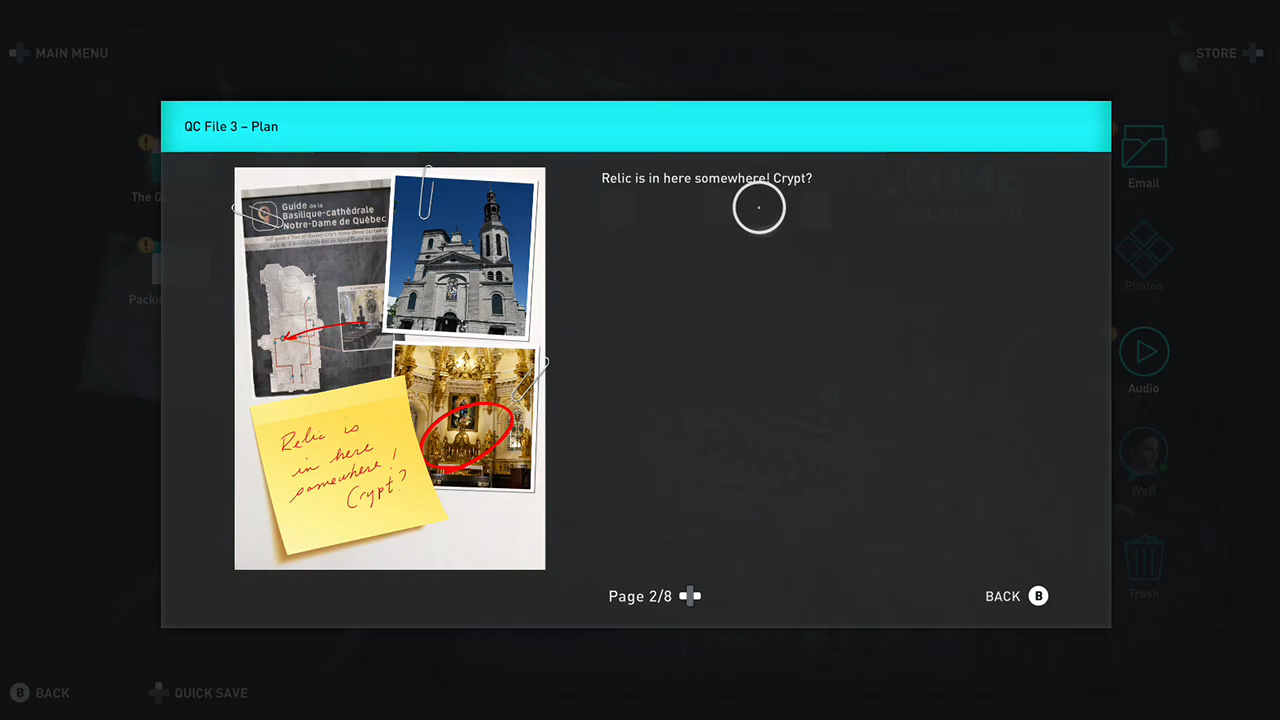 MAIN MENU
STORE
QC File 3 – Plan
The Q
Packi
Guide de la
Basilique-cathédrale
Notre-Dame de Québec
Relic is
in here
somewhere!
Crypt?
Relic is in here somewhere! Crypt?
Email
Photos
Audio
WeR
Trash
Page 2/8
BACK B
B BACK
QUICK SAVE